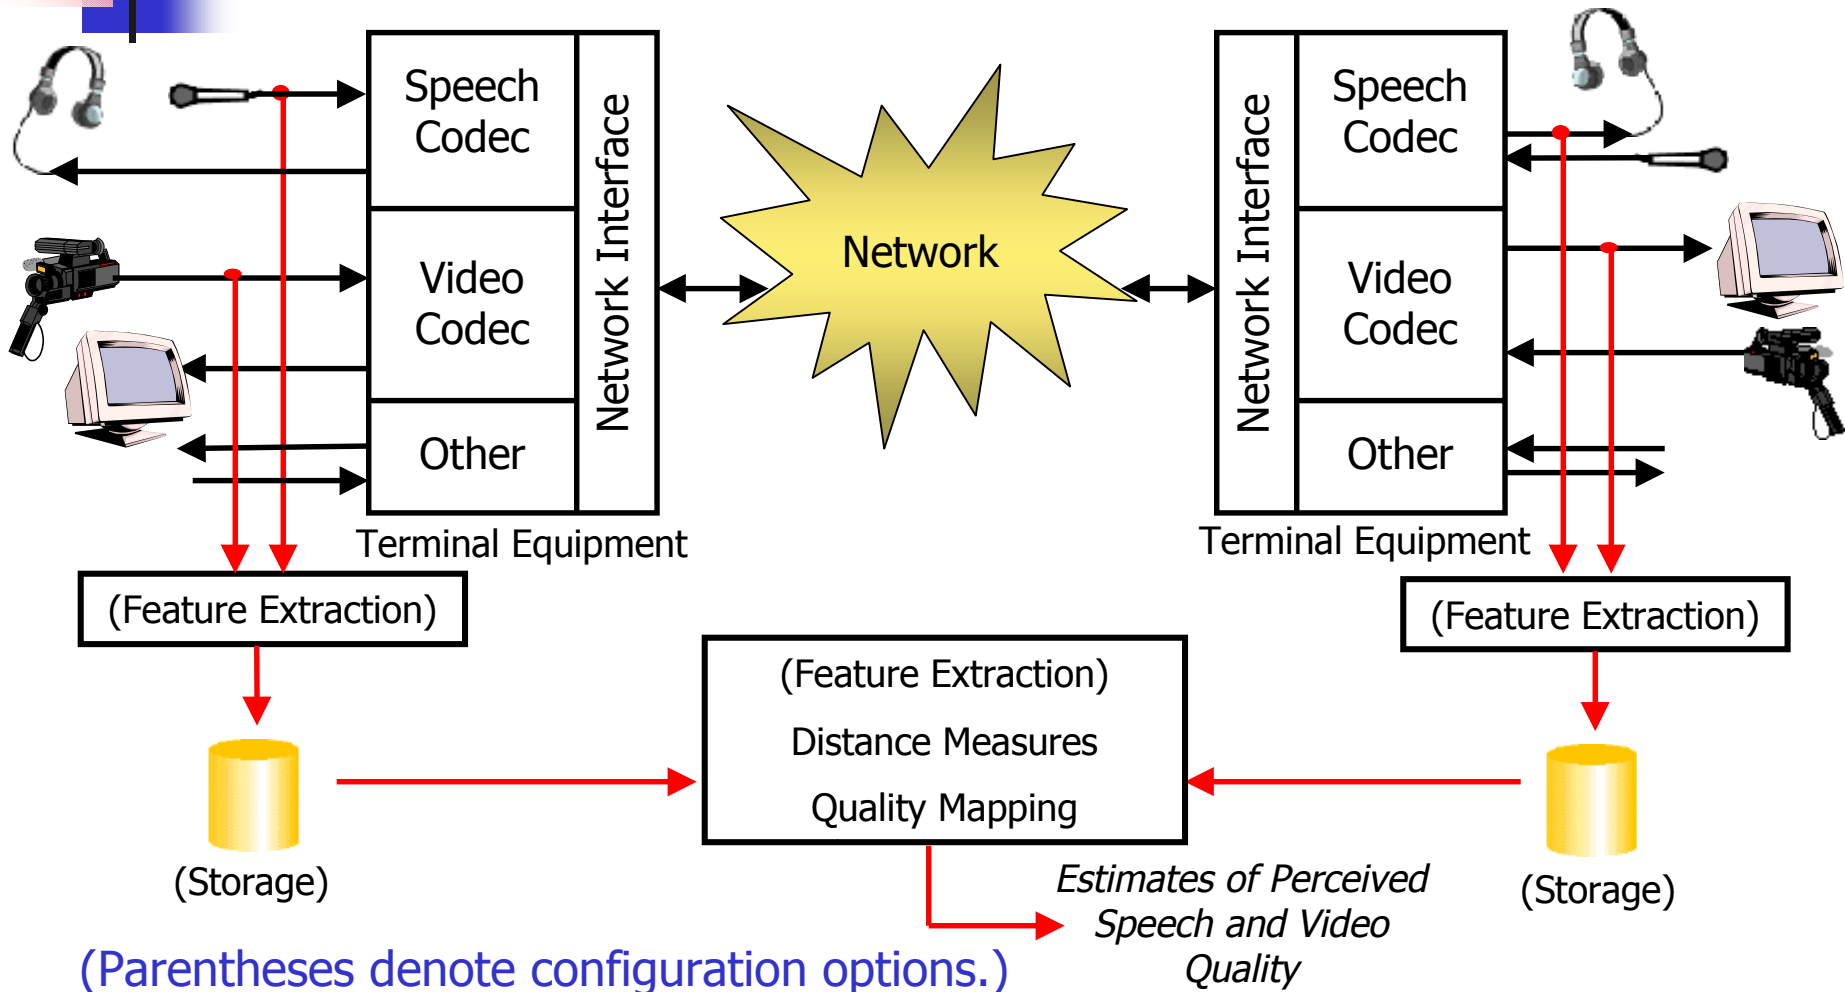 Speech
Codec
Network Interface
Video
Codec
Other
Terminal Equipment
Network
Network Interface
Speech
Codec
Video
Codec
Other
Terminal Equipment
(Feature Extraction)
(Storage)
(Feature Extraction)
Distance Measures
Quality Mapping
(Feature Extraction)
(Storage)
Estimates of Perceived
Speech and Video
Quality
(Parentheses denote configuration options.)